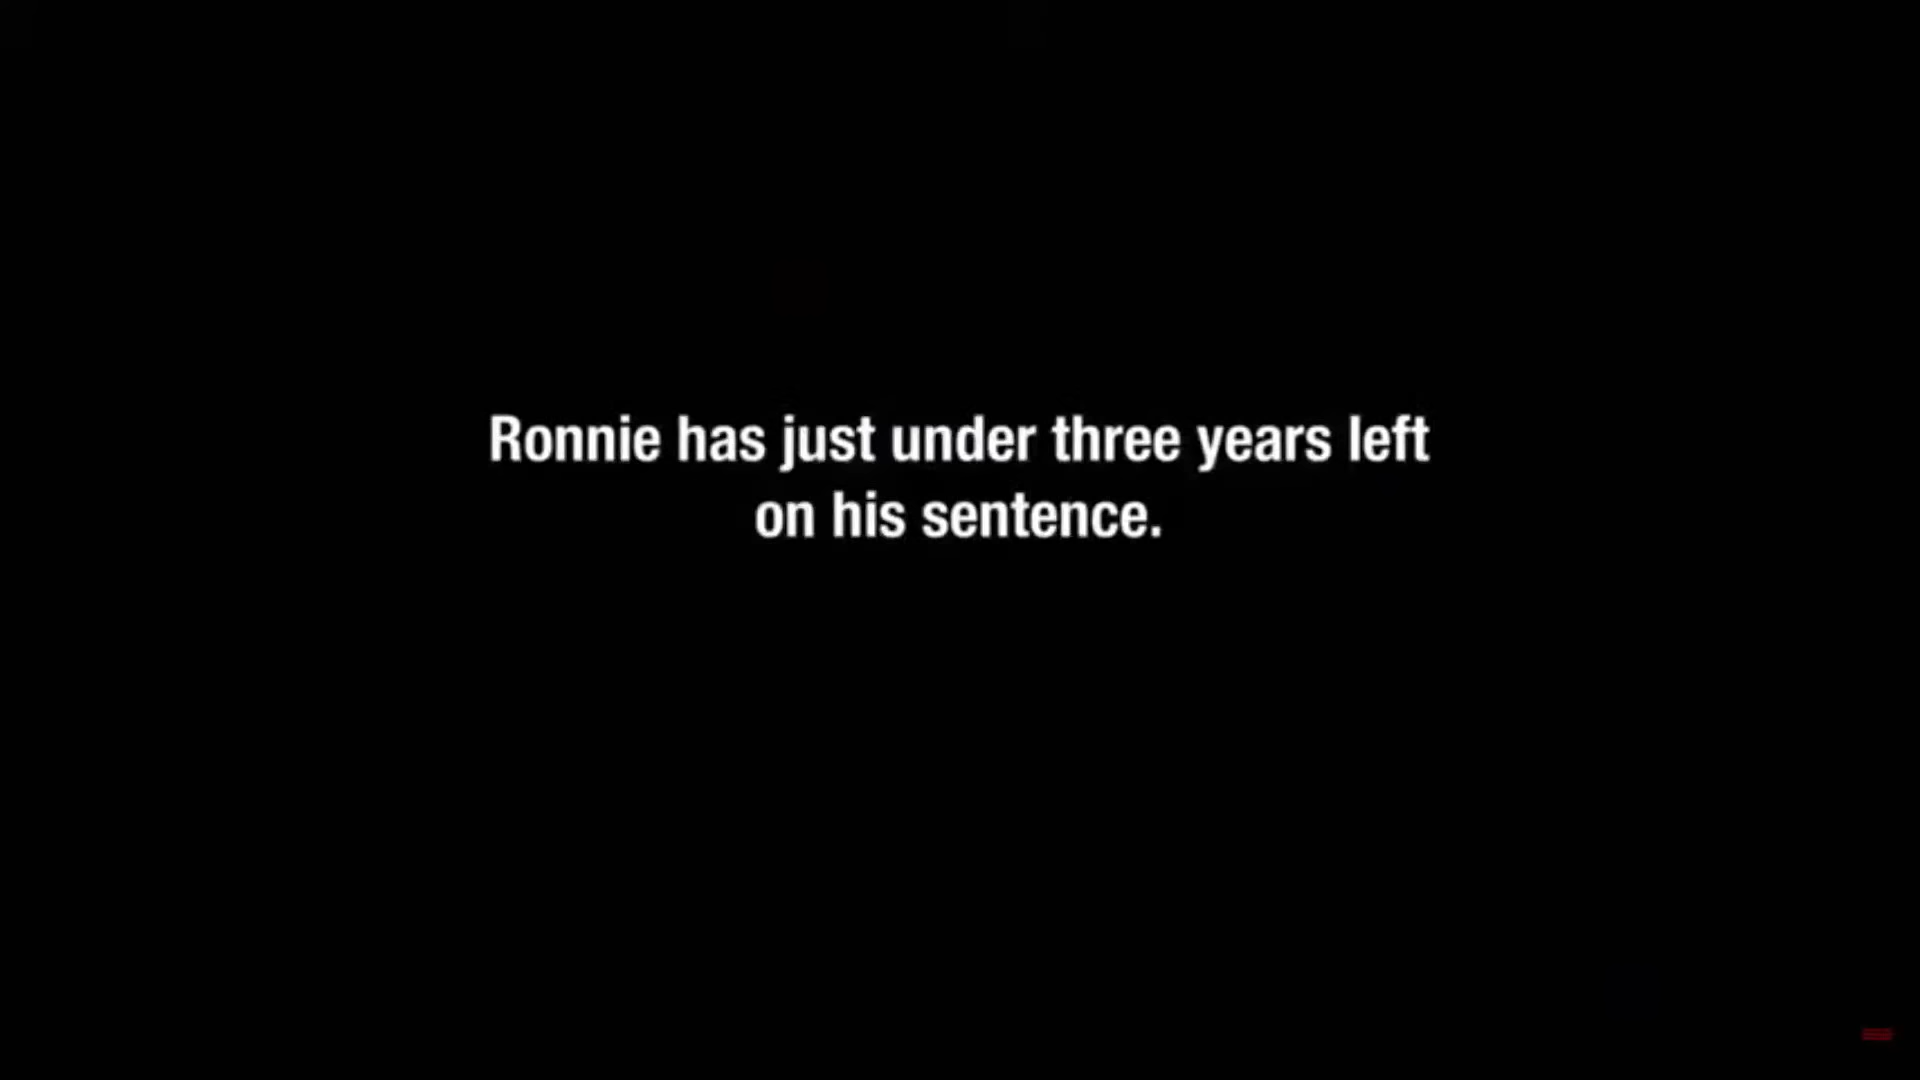 Ronnie has just under three years left
on his sentence.